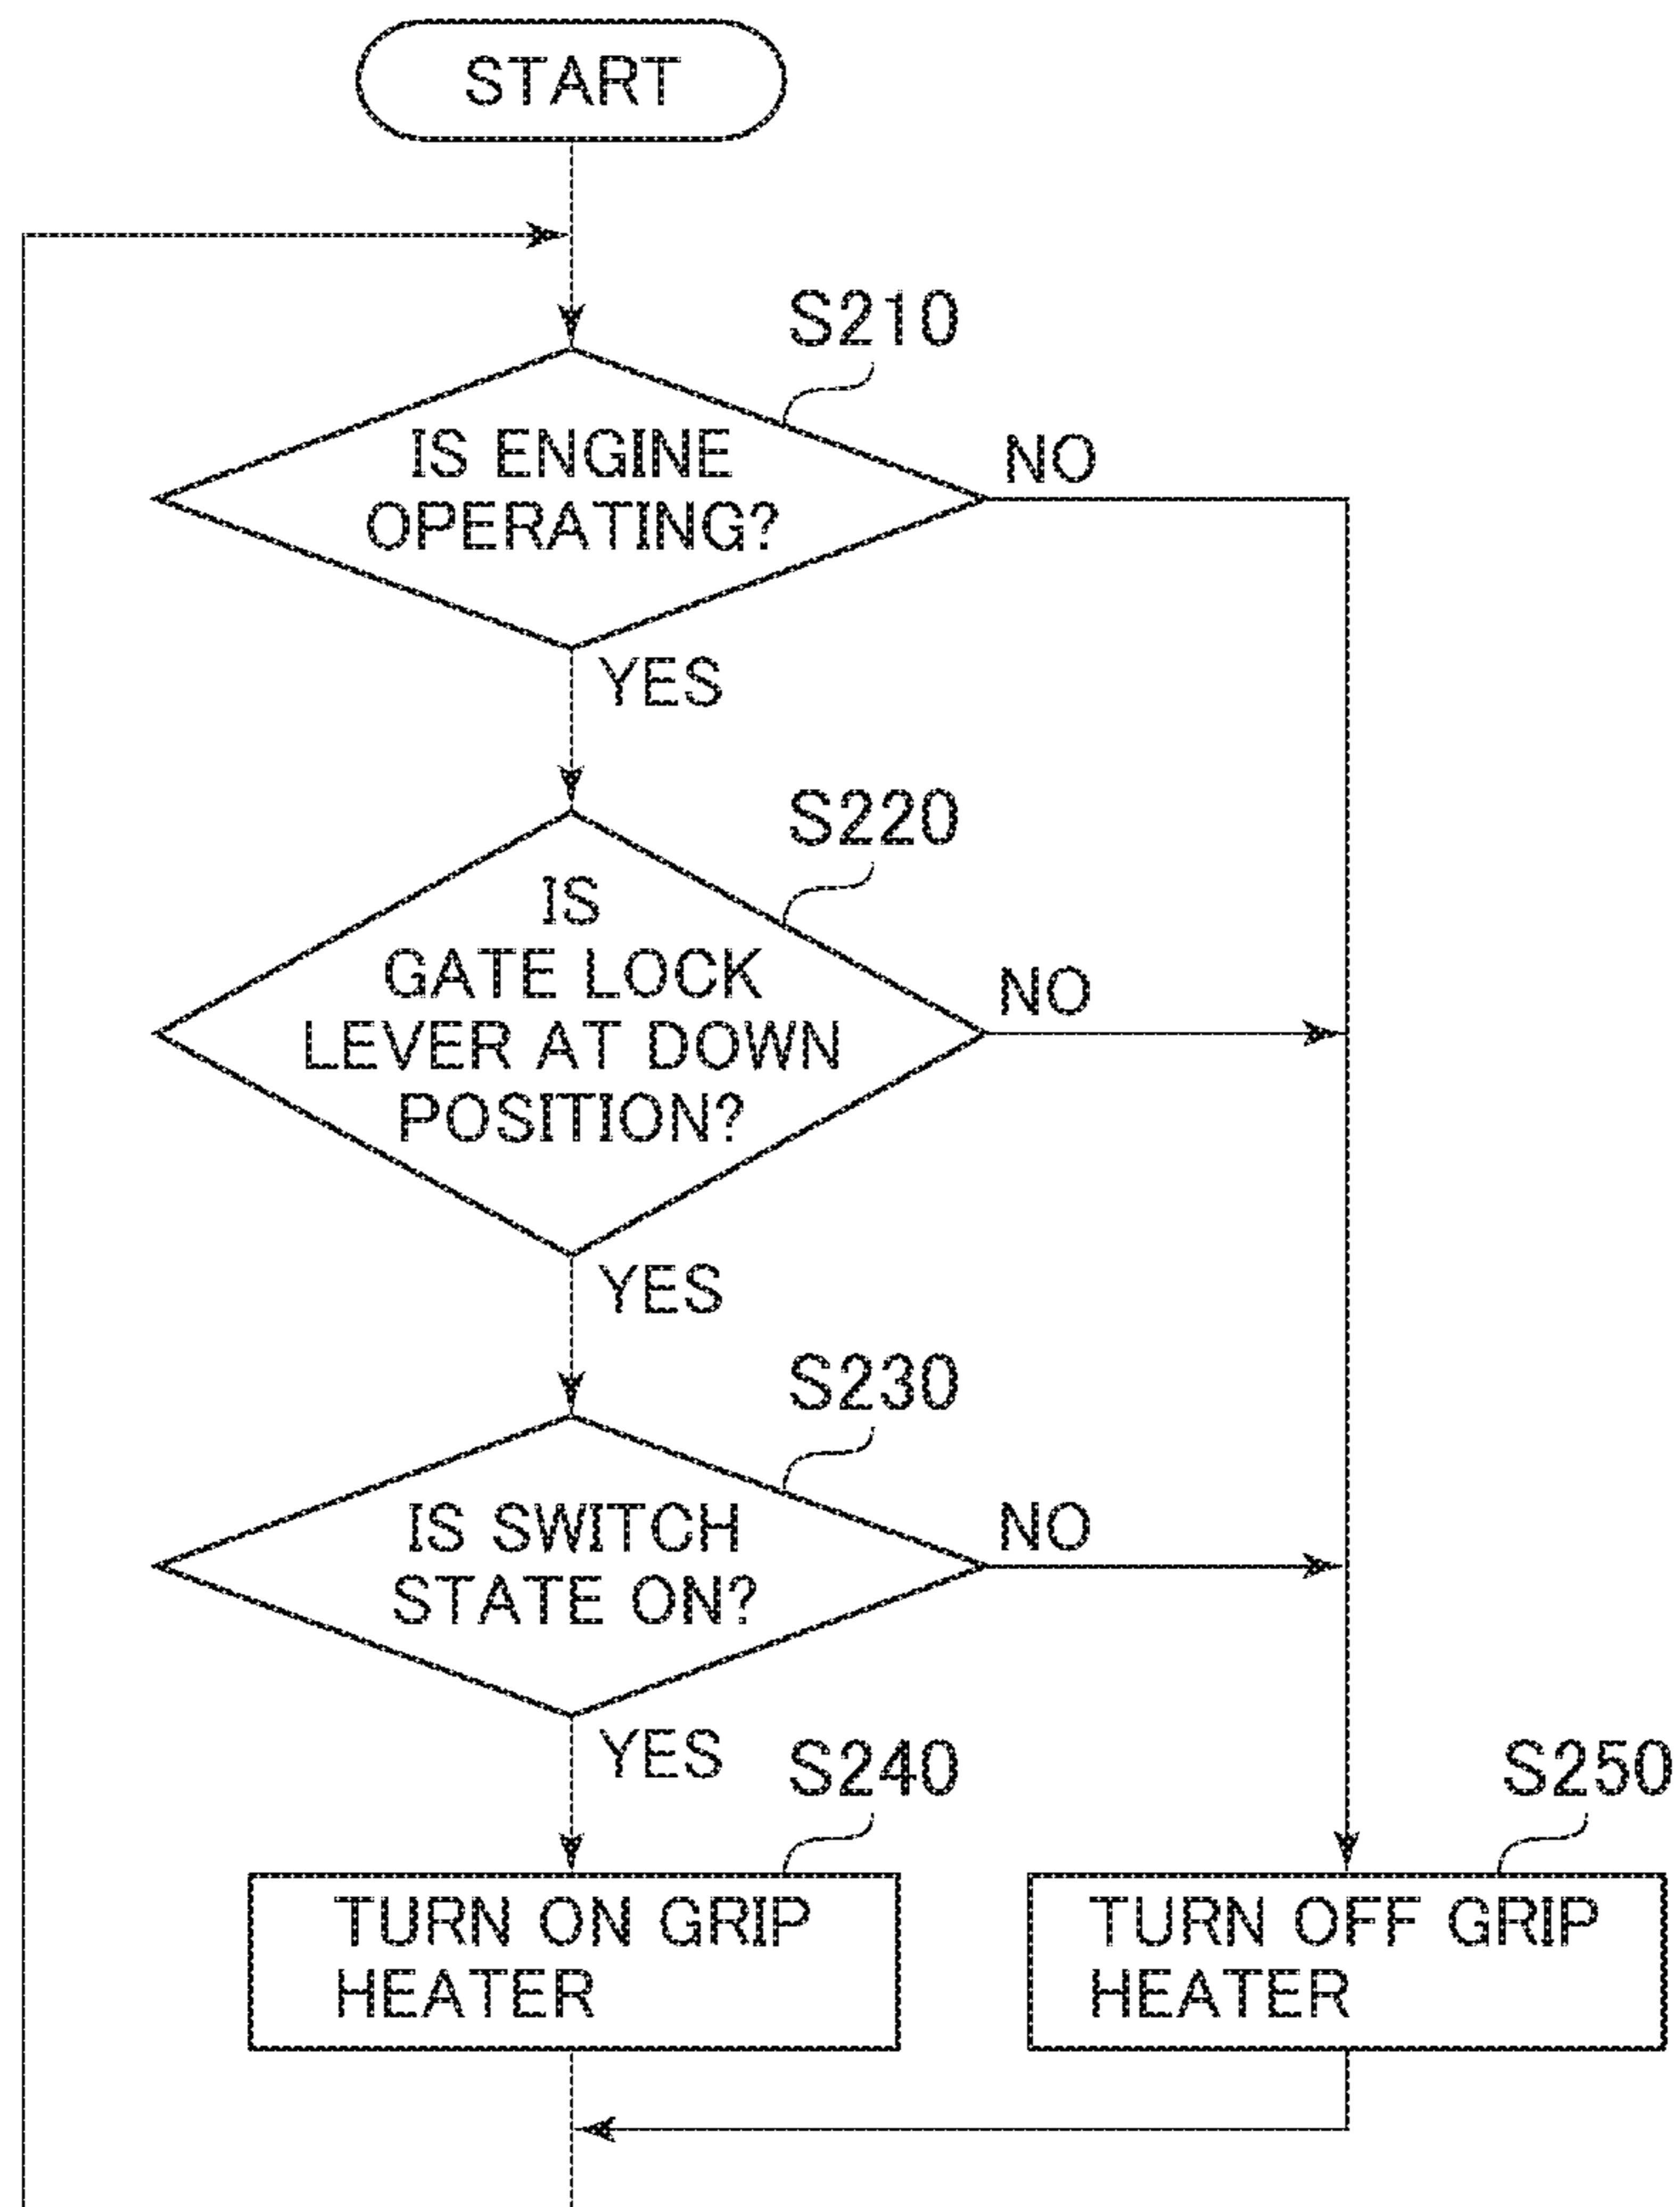 START
S210
IS ENGINE
OPERATING?
NO
YES
S220
IS
GATE LOCK
LEVER AT DOWN
POSITION?
NO
YES
S230
IS SWITCH
STATE ON?
NO
YES
S240
TURN ON GRIP
HEATER
S250
TURN OFF GRIP
HEATER